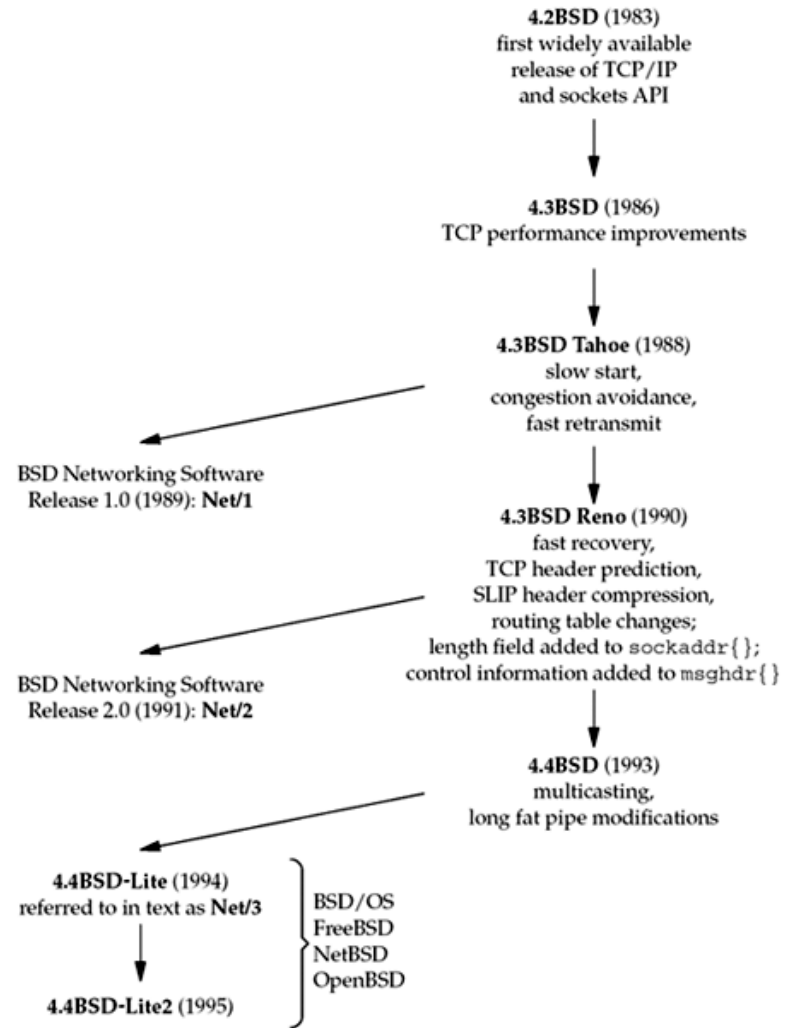 4.2BSD (1983)
first widely available
release of TCP/IP
and sockets API
4.3BSD (1986)
TCP performance improvements
4.3BSD Tahoe (1988)
slow start,
congestion avoidance,
fast retransmit
BSD Networking Software
Release 1.0 (1989): Net/1
4.3BSD Reno (1990)
fast recovery,
TCP header prediction,
SLIP header compression,
routing table changes;
length field added to sockaddr{};
control information added to msghdr{}
BSD Networking Software
Release 2.0 (1991): Net/2
4.4BSD (1993)
multicasting,
long fat pipe modifications
4.4BSD-Lite (1994)
referred to in text as Net/3
4.4BSD-Lite2 (1995)
BSD/OS
FreeBSD
NetBSD
OpenBSD